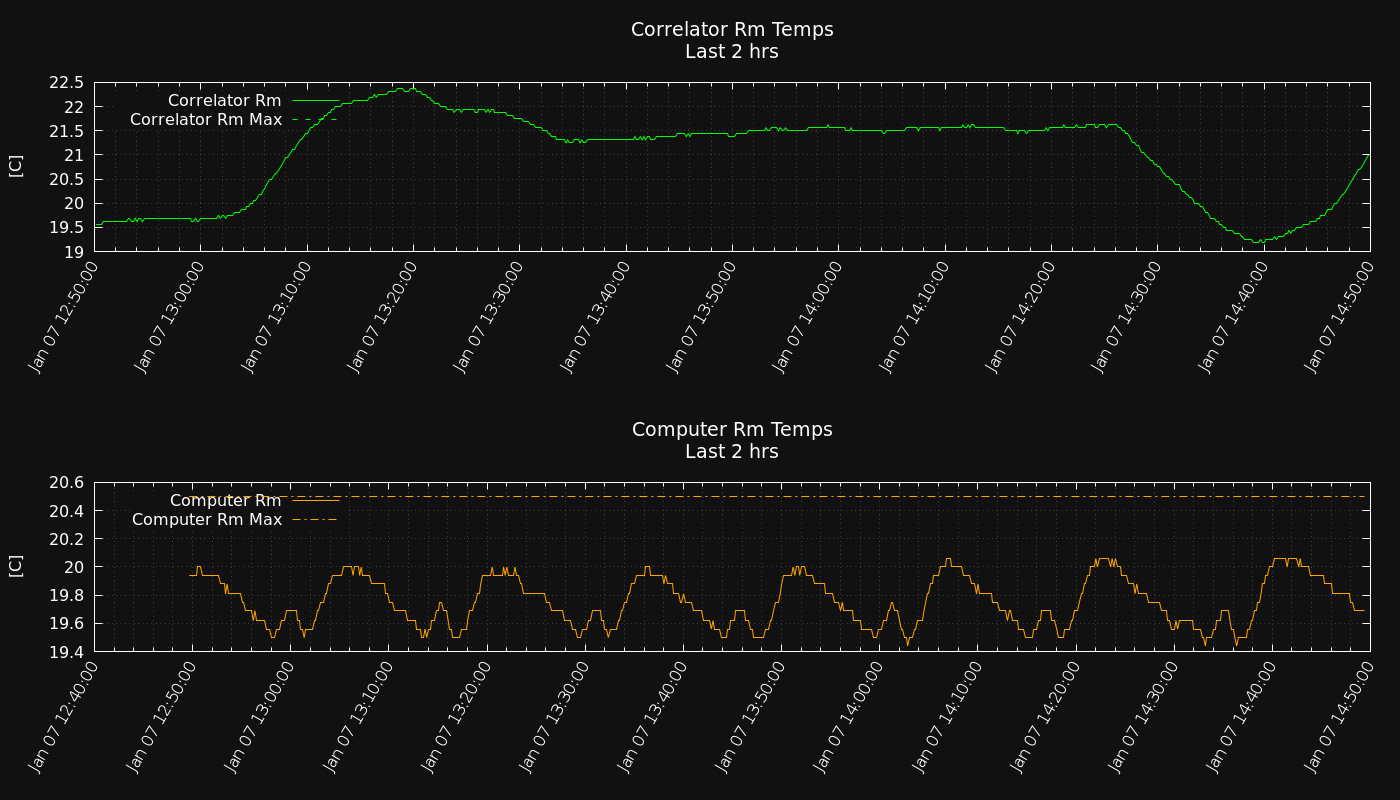 Correlator Rm Temps
Last 2 hrs
22.5
22
21.5
21
20.5
20
19.5
19
[C]
Correlator Rm
Correlator Rm Max
Jan 07 12:50:00
Jan 07 13:00:00
Jan 07 13:10:00
Jan 07 13:20:00
Jan 07 13:30:00
Jan 07 13:40:00
Jan 07 13:50:00
Jan 07 14:00:00
Jan 07 14:10:00
Jan 07 14:20:00
Jan 07 14:30:00
Jan 07 14:40:00
Jan 07 14:50:00
Computer Rm Temps
Last 2 hrs
20.6
20.4
20.2
20
19.8
19.6
19.4
[C]
Computer Rm
Computer Rm Max
Jan 07 12:40:00
Jan 07 12:50:00
Jan 07 13:00:00
Jan 07 13:10:00
Jan 07 13:20:00
Jan 07 13:30:00
Jan 07 13:40:00
Jan 07 13:50:00
Jan 07 14:00:00
Jan 07 14:10:00
Jan 07 14:20:00
Jan 07 14:30:00
Jan 07 14:40:00
Jan 07 14:50:00